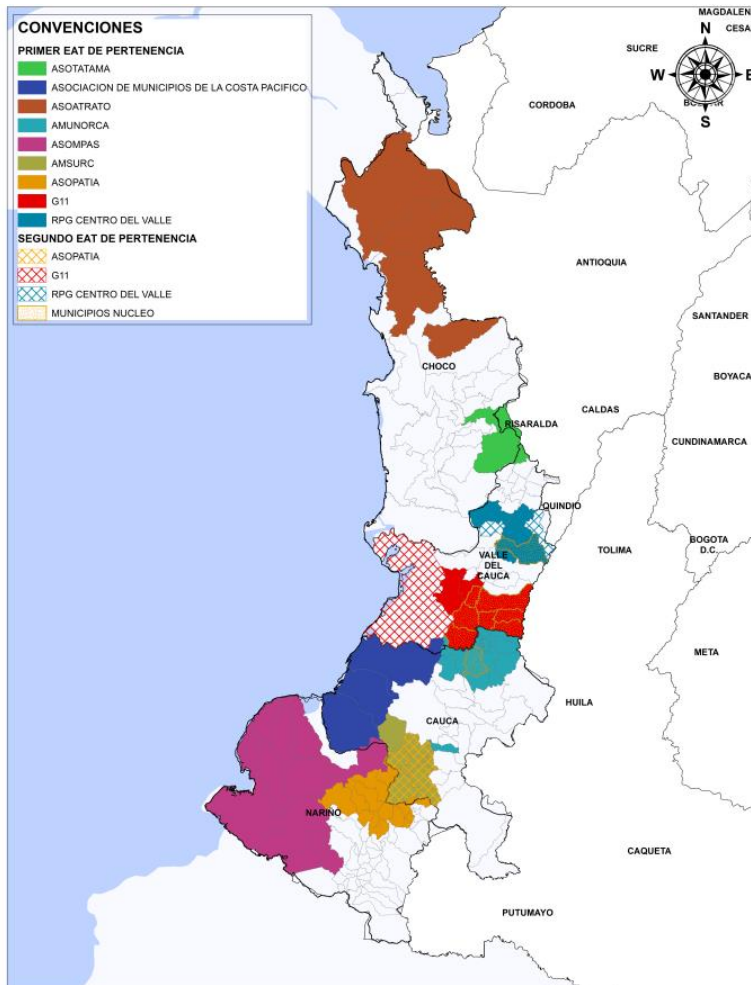 CONVENCIONES
PRIMER EAT DE PERTENENCIA
ASOTATAMA
ASOCIACION DE MUNICIPIOS DE LA COSTA PACIFICO
ASOATRATO
AMUNORCA
ASOMPAS
AMSURC
ASOPATIA
G11
RPG CENTRO DEL VALLE
SEGUNDO EAT DE PERTENENCIA
ASOPATIA
G11
RPG CENTRO DEL VALLE
MUNICIPIOS NUCLEO
MAGDALEN
CESA
SUCRE
N
W
E
S
CORDOBA
ANTIOQUIA
SANTANDER
CHOCO
BOYACA
CALDAS
RISARALDA
CUNDINAMARCA
QUINDIO
BOGOTA
D.C.
TOLIMA
VALLE
DEL
CAUCA
META
HUILA
CAUCA
NARIÑO
CAQUETA
PUTUMAYO